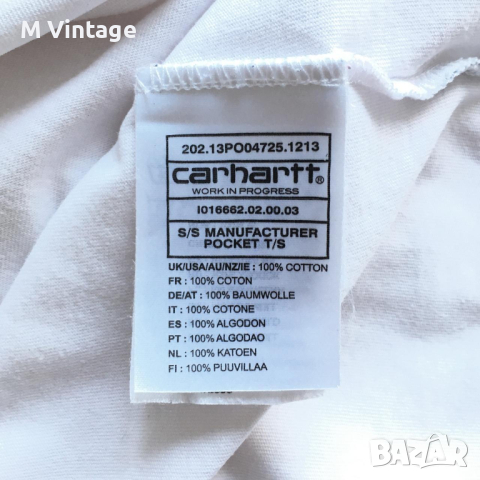 M Vintage
202.13PO04725.1213
carhartt®
WORK IN PROGRESS
I016662.02.00.03
S/S MANUFACTURER
POCKET T/S
UK/USA/AU/NZ/IE : 100% COTTON
FR : 100% COTON
DE/AT : 100% BAUMWOLLE
IT : 100% COTONE
ES : 100% ALGODON
PT : 100% ALGODAO
NL : 100% KATOEN
FI : 100% PUUVILLAA
BAZAR